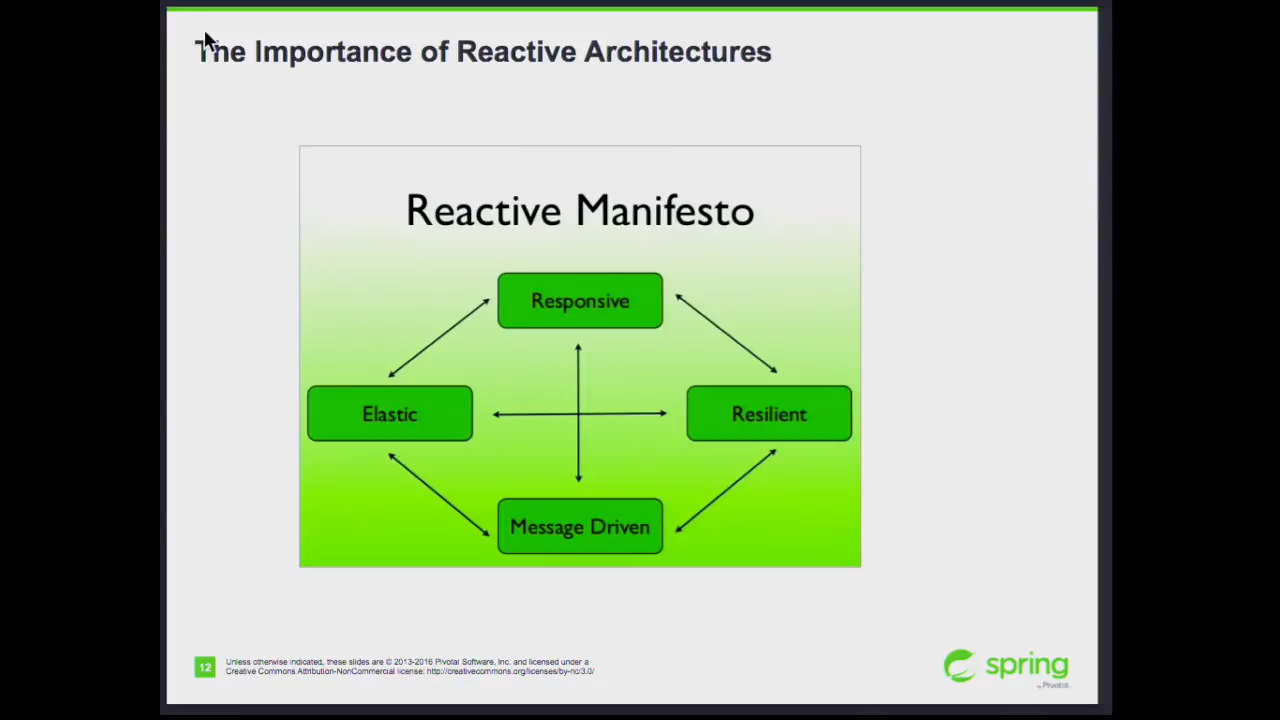 The Importance of Reactive Architectures
Reactive Manifesto
Responsive
Elastic
Resilient
Message Driven
12
Unless otherwise indicated, these slides are © 2013-2016 Pivotal Software, Inc. and licensed under a
Creative Commons Attribution-NonCommercial license: http://creativecommons.org/licenses/by-nc/3.0/
spring
by Pivotal.